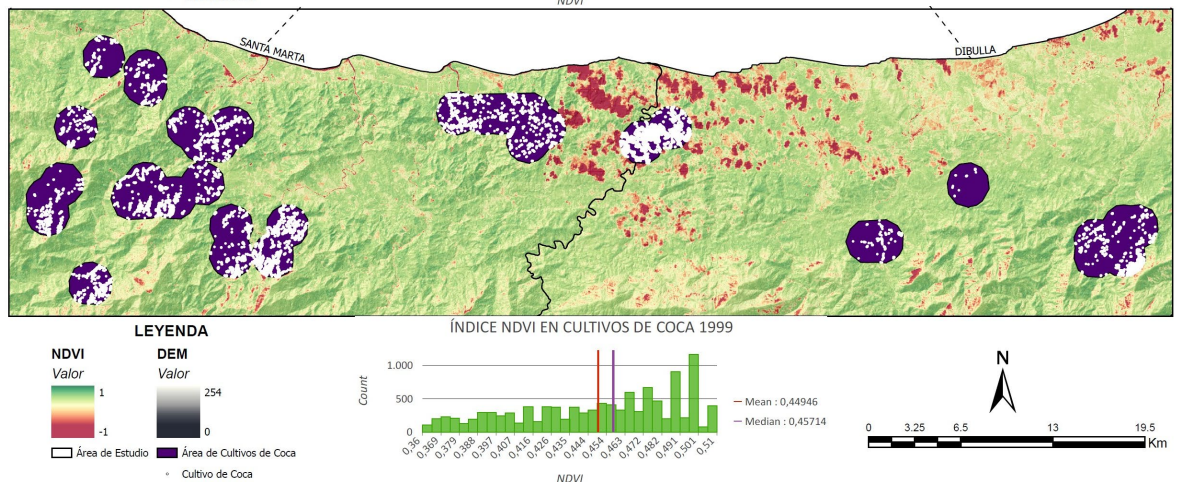 NDVI
SANTA MARTA
DIBULLA
LEYENDA
NDVI
Valor
1
-1
DEM
Valor
254
0
Área de Estudio
Área de Cultivos de Coca
Cultivo de Coca
ÍNDICE NDVI EN CULTIVOS DE COCA 1999
Count
1.000
500
0
0,36
0,369
0,379
0,388
0,397
0,407
0,416
0,426
0,435
0,444
0,454
0,463
0,472
0,482
0,491
0,501
0,51
NDVI
Mean : 0,44946
Median : 0,45714
N
0 3.25 6.5 13 19.5
Km